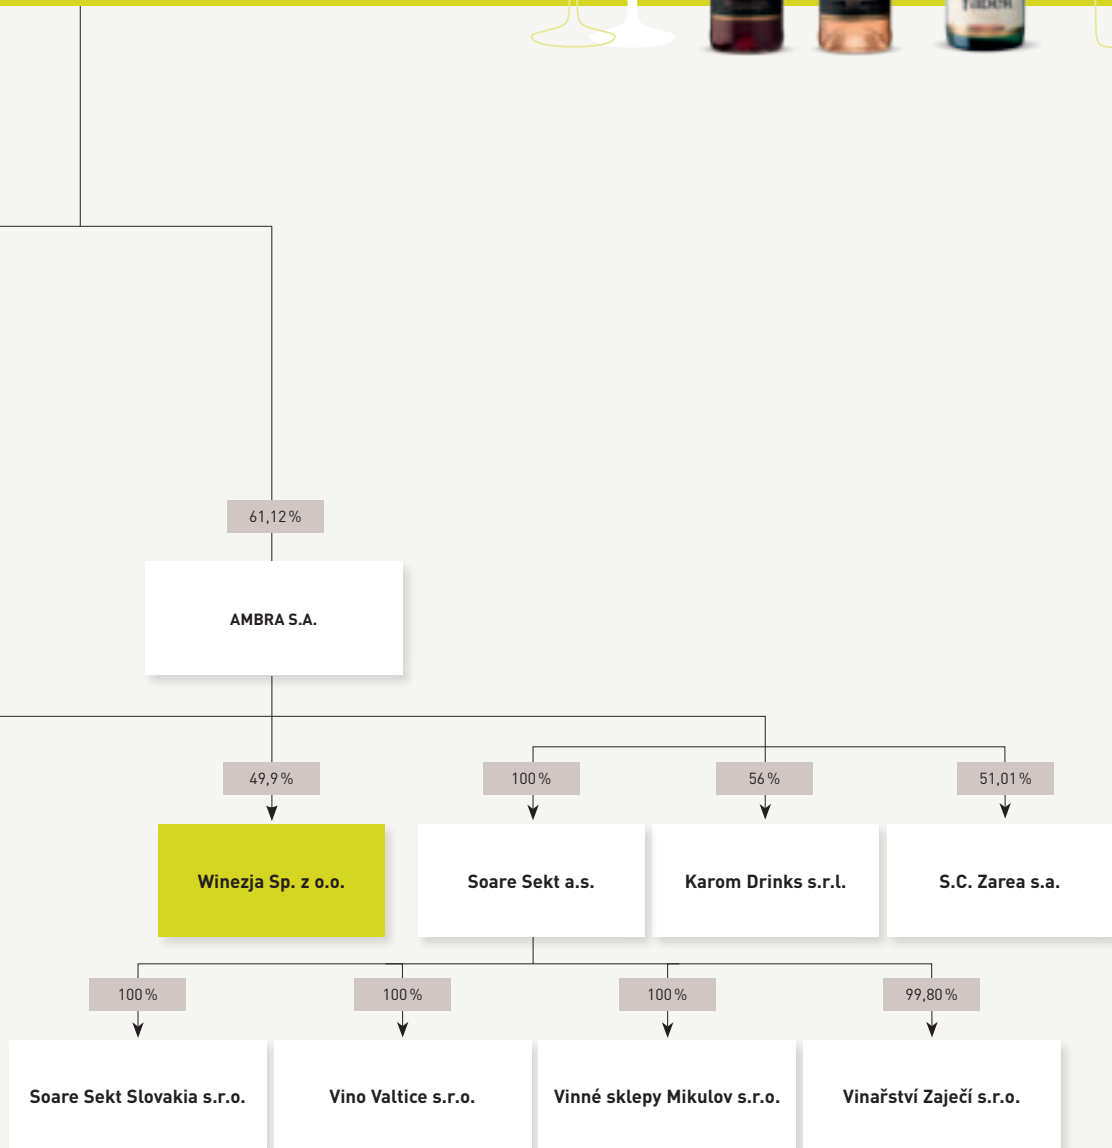 61,12 %
AMBRA S.A.
49,9 %
100 %
56 %
51,01 %
Winezja Sp. z o.o.
Soare Sekt a.s.
Karom Drinks s.r.l.
S.C. Zarea s.a.
100 %
100 %
100 %
99,80 %
Soare Sekt Slovakia s.r.o.
Vino Valtice s.r.o.
Vinné sklepy Mikulov s.r.o.
Vinařství Zaječí s.r.o.